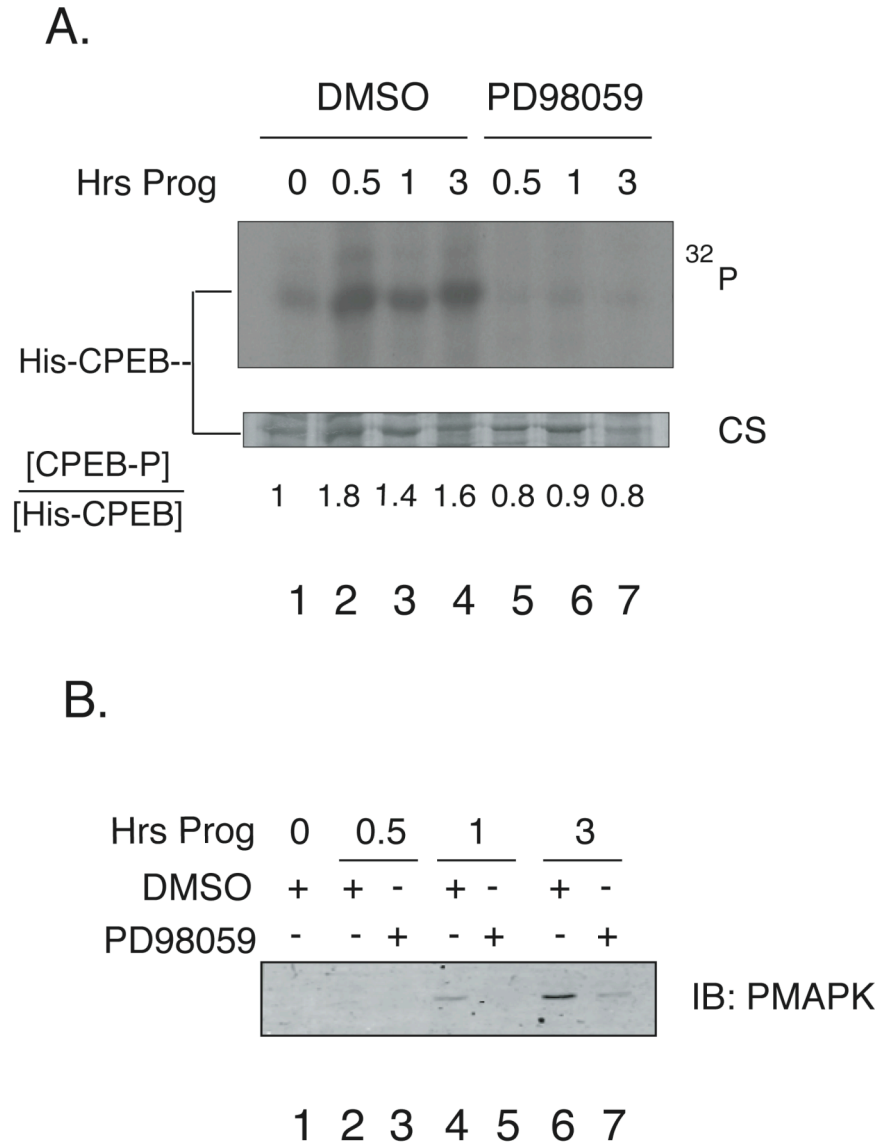 A.
DMSO PD98059
Hrs Prog 0 0.5 1 3 0.5 1 3
32P
His-CPEB--
CS
[CPEB-P]
[His-CPEB]
1 1.8 1.4 1.6 0.8 0.9 0.8
1 2 3 4 5 6 7
B.
Hrs Prog 0 0.5 1 3
DMSO + + - + - + -
PD98059 - - + - + - +
IB: PMAPK
1 2 3 4 5 6 7